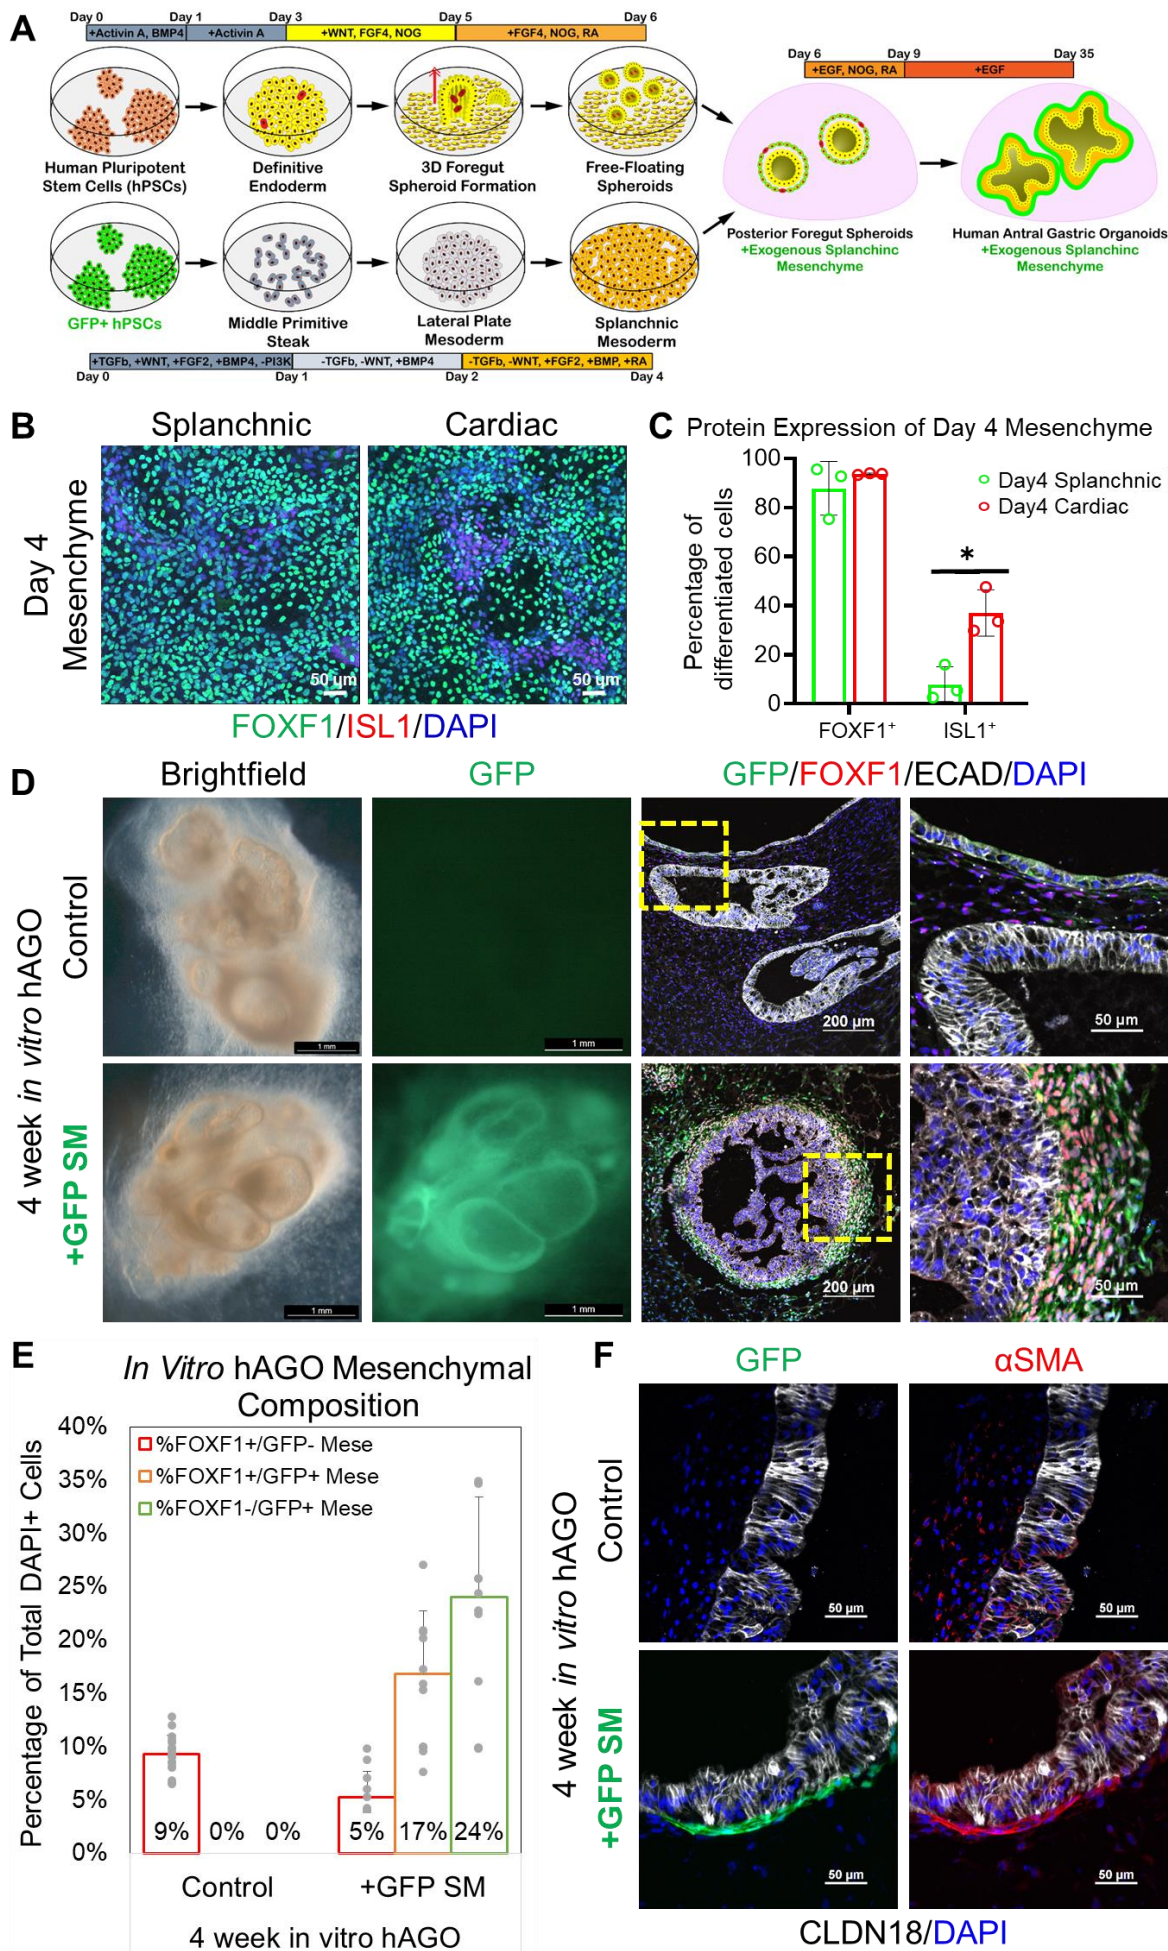 A
Day 0 Day 1 Day 3 Day 5 Day 6
+Activin A, BMP4 +Activin A +WNT, FGF4, NOG +FGF4, NOG, RA
Day 6 Day 9 Day 35
+EGF, NOG, RA +EGF
Human Pluripotent
Stem Cells (hPSCs)
Definitive
Endoderm
3D Foregut
Spheroid Formation
Free-Floating
Spheroids
Posterior Foregut Spheroids
+Exogenous Splanchinc
Mesenchyme
Human Antral Gastric Organoids
+Exogenous Splanchinc
Mesenchyme
GFP+ hPSCs
Middle Primitive
Steak
Lateral Plate
Mesoderm
Splanchnic
Mesoderm
+TGFb, +WNT, +FGF2, +BMP4, -PI3K -TGFb, -WNT, +BMP4 -TGFb, -WNT, +FGF2, +BMP, +RA
Day 0 Day 1 Day 2 Day 4
B
Splanchnic Cardiac
Day 4
Mesenchyme
50 µm 50 µm
FOXF1/ISL1/DAPI
C Protein Expression of Day 4 Mesenchyme
Percentage of
differentiated cells
100
80
60
40
20
0
Day4 Splanchnic
Day4 Cardiac
*
FOXF1⁺ ISL1⁺
D
Brightfield GFP GFP/FOXF1/ECAD/DAPI
4 week in vitro hAGO
Control
1 mm 1 mm 200 µm 50 µm
+GFP SM
1 mm 1 mm 200 µm 50 µm
E
In Vitro hAGO Mesenchymal
Composition
Percentage of Total DAPI+ Cells
40%
35%
30%
25%
20%
15%
10%
5%
0%
%FOXF1+/GFP- Mese
%FOXF1+/GFP+ Mese
%FOXF1-/GFP+ Mese
9% 0% 0% 5% 17% 24%
Control +GFP SM
4 week in vitro hAGO
F
GFP αSMA
4 week in vitro hAGO
Control
50 µm 50 µm
+GFP SM
50 µm 50 µm
CLDN18/DAPI